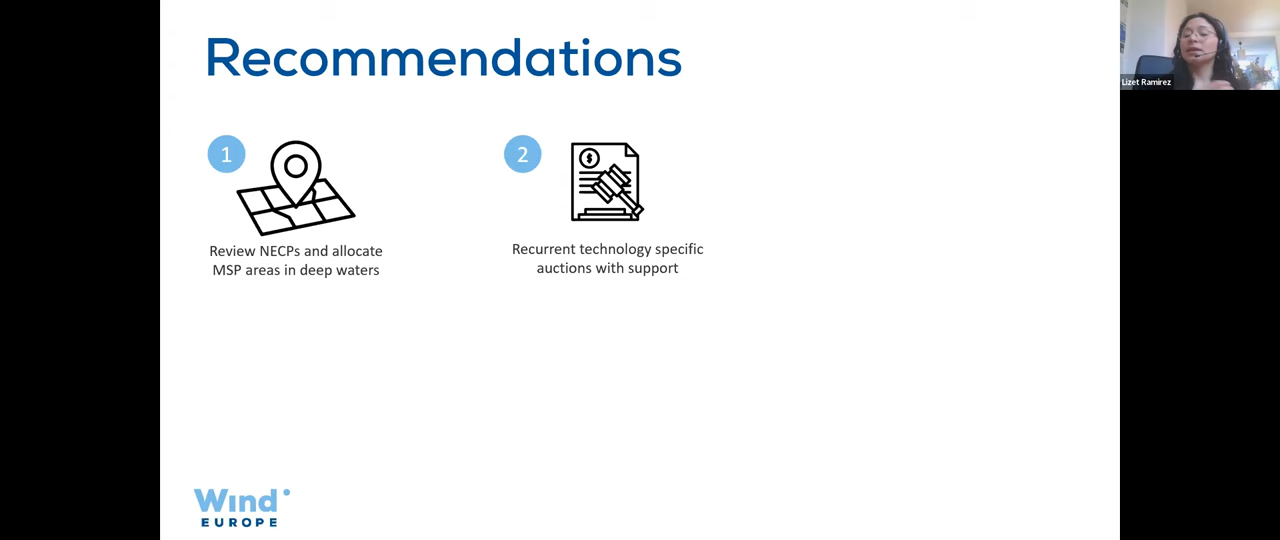 Recommendations
Lizet Ramirez
1
2
$
Review NECPs and allocate
MSP areas in deep waters
Recurrent technology specific
auctions with support
Wind
EUROPE